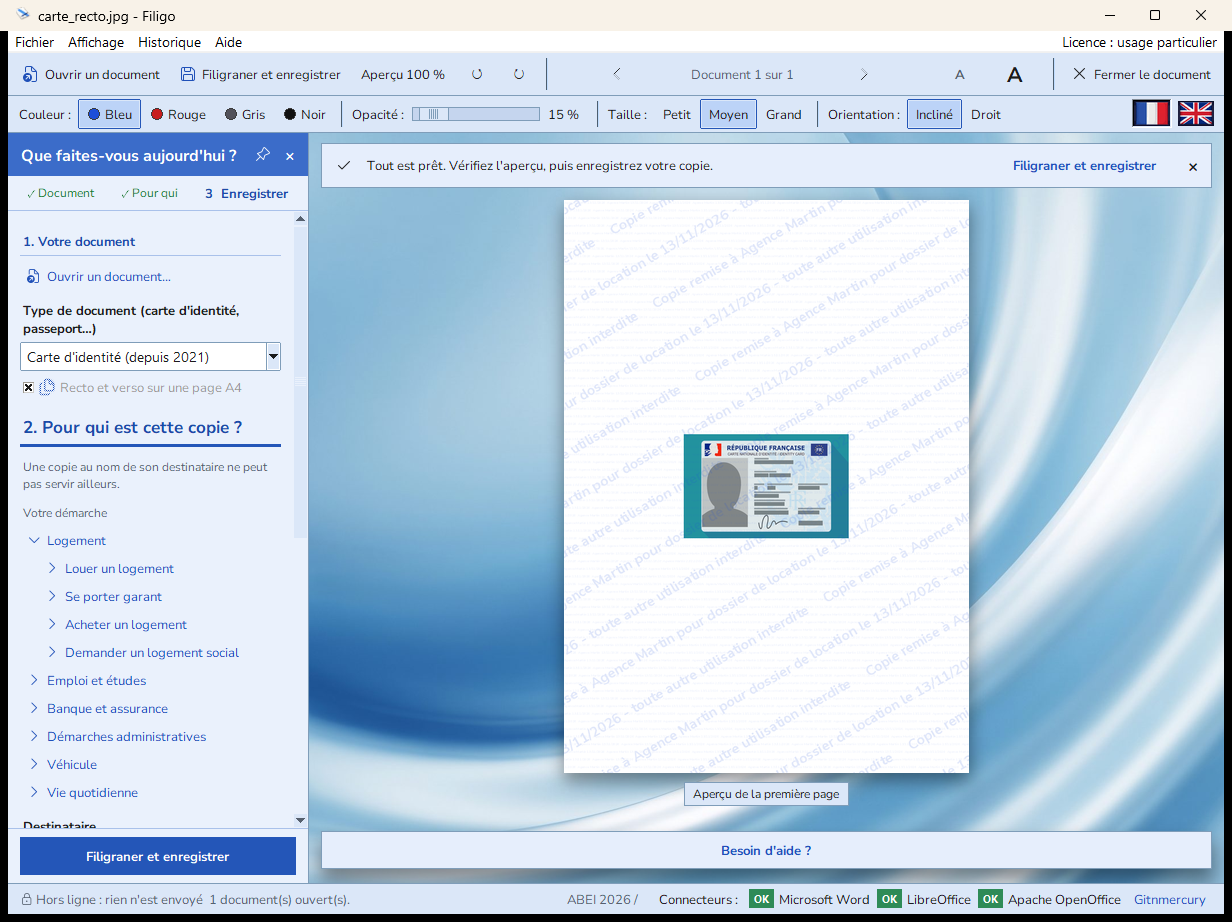 carte_recto.jpg - Filigo
Fichier Affichage Historique Aide Licence : usage particulier
Ouvrir un document Filigraner et enregistrer Aperçu 100 % Document 1 sur 1 A A Fermer le document
Couleur : Bleu Rouge Gris Noir Opacité : 15 % Taille : Petit Moyen Grand Orientation : Incliné Droit
Que faites-vous aujourd'hui ?
Tout est prêt. Vérifiez l'aperçu, puis enregistrez votre copie. Filigraner et enregistrer
Document Pour qui 3 Enregistrer
1. Votre document
Ouvrir un document...
Type de document (carte d'identité,
passeport...)
Carte d'identité (depuis 2021)
Recto et verso sur une page A4
2. Pour qui est cette copie ?
Une copie au nom de son destinataire ne peut
pas servir ailleurs.
Votre démarche
Logement
Louer un logement
Se porter garant
Acheter un logement
Demander un logement social
Emploi et études
Banque et assurance
Démarches administratives
Véhicule
Vie quotidienne
Destinataire
Filigraner et enregistrer
Copie remise à Agence Martin pour dossier de location le 13/11/2026 - toute autre utilisation interdite
RÉPUBLIQUE FRANÇAISE
CARTE NATIONALE D'IDENTITÉ / IDENTITY CARD
FR
Aperçu de la première page
Besoin d'aide ?
Hors ligne : rien n'est envoyé 1 document(s) ouvert(s). ABEI 2026 / Connecteurs : OK Microsoft Word OK LibreOffice OK Apache OpenOffice Gitnmercury